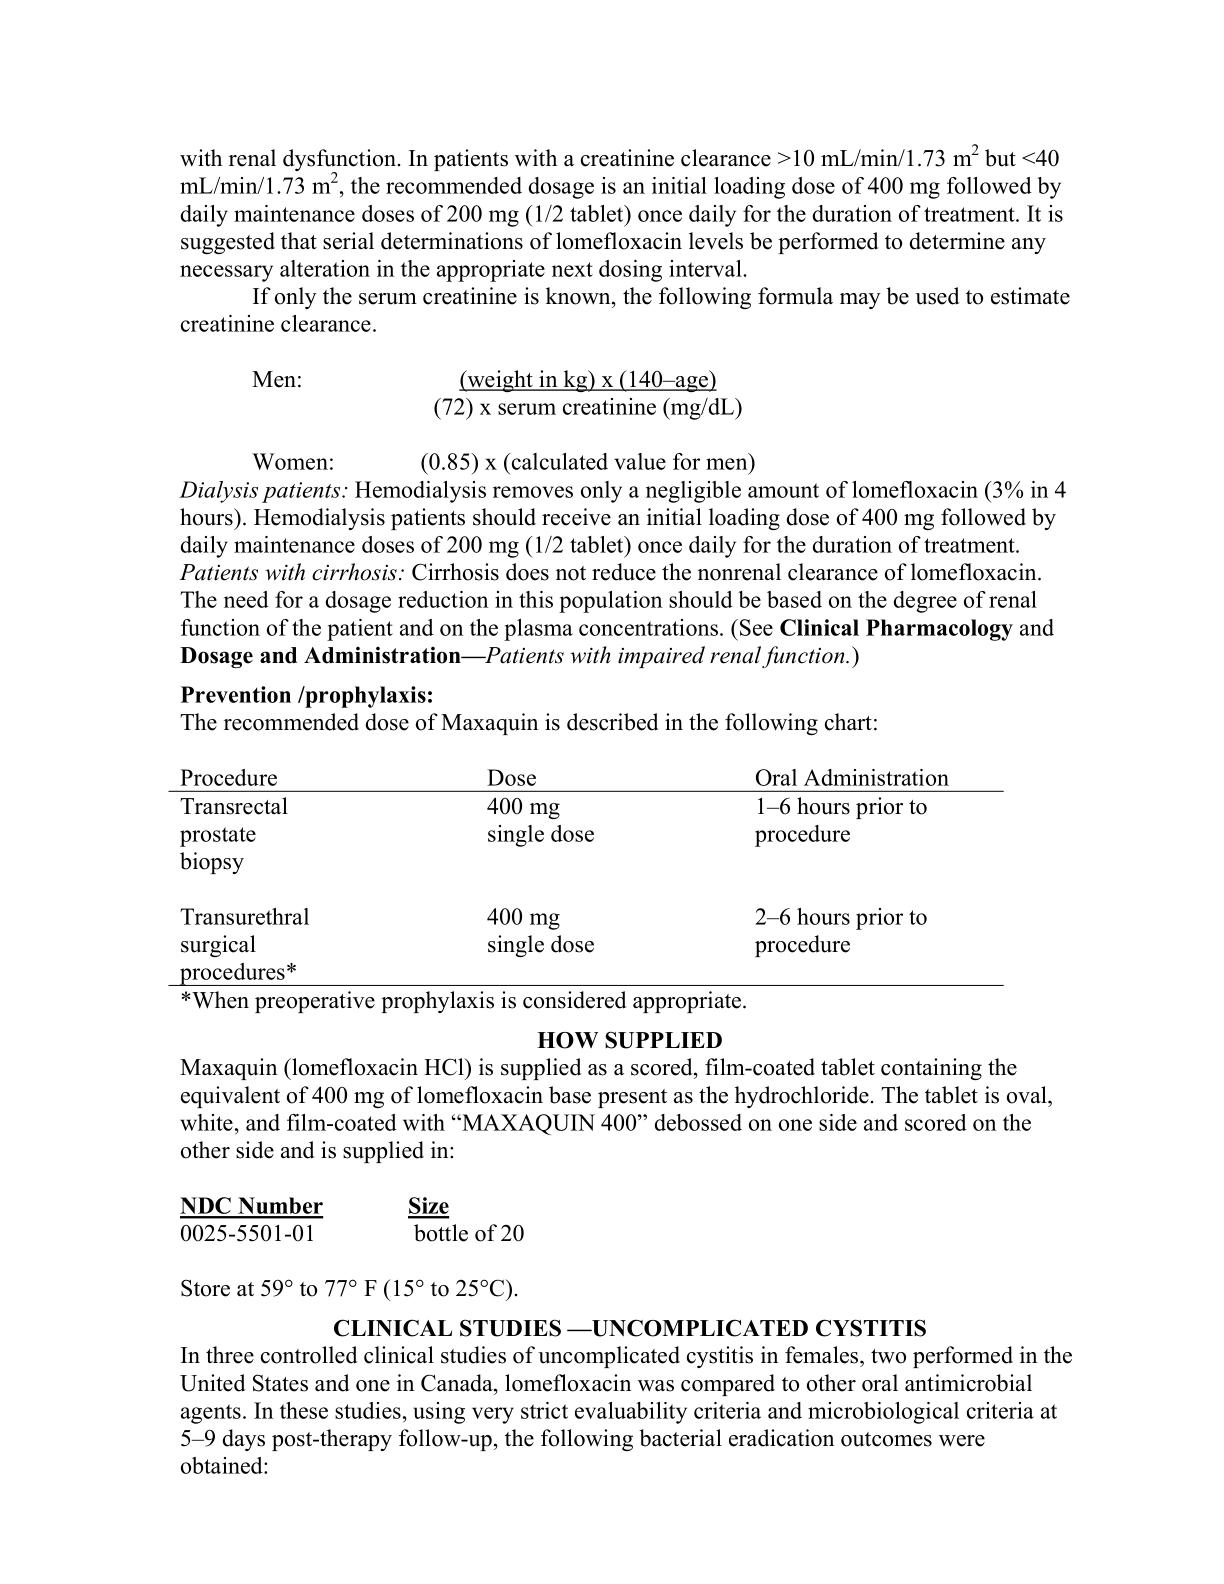 with renal dysfunction. In patients with a creatinine clearance >10 mL/min/1.73 m² but <40
mL/min/1.73 m², the recommended dosage is an initial loading dose of 400 mg followed by
daily maintenance doses of 200 mg (1/2 tablet) once daily for the duration of treatment. It is
suggested that serial determinations of lomefloxacin levels be performed to determine any
necessary alteration in the appropriate next dosing interval.
If only the serum creatinine is known, the following formula may be used to estimate
creatinine clearance.
Men: (weight in kg) x (140–age)
(72) x serum creatinine (mg/dL)
Women: (0.85) x (calculated value for men)
Dialysis patients: Hemodialysis removes only a negligible amount of lomefloxacin (3% in 4
hours). Hemodialysis patients should receive an initial loading dose of 400 mg followed by
daily maintenance doses of 200 mg (1/2 tablet) once daily for the duration of treatment.
Patients with cirrhosis: Cirrhosis does not reduce the nonrenal clearance of lomefloxacin.
The need for a dosage reduction in this population should be based on the degree of renal
function of the patient and on the plasma concentrations. (See Clinical Pharmacology and
Dosage and Administration—Patients with impaired renal function.)
Prevention /prophylaxis:
The recommended dose of Maxaquin is described in the following chart:
Procedure Dose Oral Administration
Transrectal 400 mg 1–6 hours prior to
prostate single dose procedure
biopsy
Transurethral 400 mg 2–6 hours prior to
surgical single dose procedure
procedures*
*When preoperative prophylaxis is considered appropriate.
HOW SUPPLIED
Maxaquin (lomefloxacin HCl) is supplied as a scored, film-coated tablet containing the
equivalent of 400 mg of lomefloxacin base present as the hydrochloride. The tablet is oval,
white, and film-coated with “MAXAQUIN 400” debossed on one side and scored on the
other side and is supplied in:
NDC Number Size
0025-5501-01 bottle of 20
Store at 59° to 77° F (15° to 25°C).
CLINICAL STUDIES —UNCOMPLICATED CYSTITIS
In three controlled clinical studies of uncomplicated cystitis in females, two performed in the
United States and one in Canada, lomefloxacin was compared to other oral antimicrobial
agents. In these studies, using very strict evaluability criteria and microbiological criteria at
5–9 days post-therapy follow-up, the following bacterial eradication outcomes were
obtained: